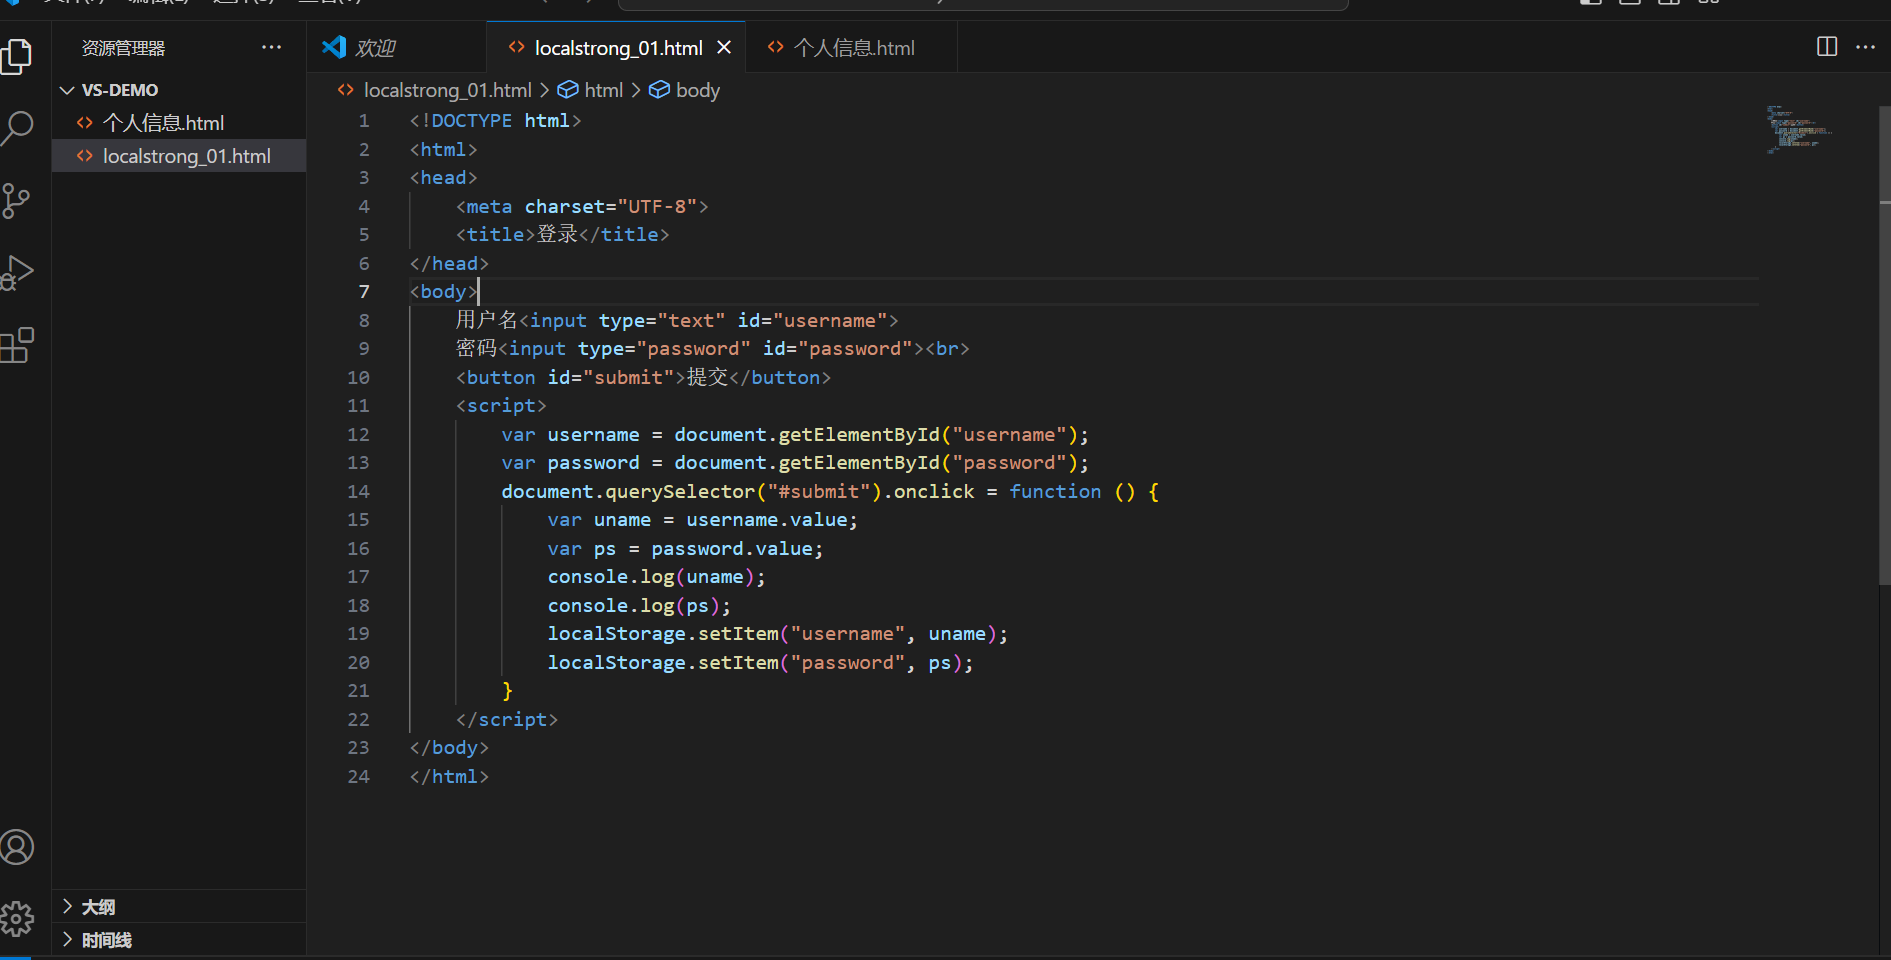 资源管理器 ···
欢迎
localstrong_01.html
个人信息.html
VS-DEMO
个人信息.html
localstrong_01.html
localstrong_01.html > html > body
1 <!DOCTYPE html>
2 <html>
3 <head>
4     <meta charset="UTF-8">
5     <title>登录</title>
6 </head>
7 <body>
8     用户名<input type="text" id="username">
9     密码<input type="password" id="password"><br>
10     <button id="submit">提交</button>
11     <script>
12         var username = document.getElementById("username");
13         var password = document.getElementById("password");
14         document.querySelector("#submit").onclick = function () {
15             var uname = username.value;
16             var ps = password.value;
17             console.log(uname);
18             console.log(ps);
19             localStorage.setItem("username", uname);
20             localStorage.setItem("password", ps);
21         }
22     </script>
23 </body>
24 </html>
大纲
时间线